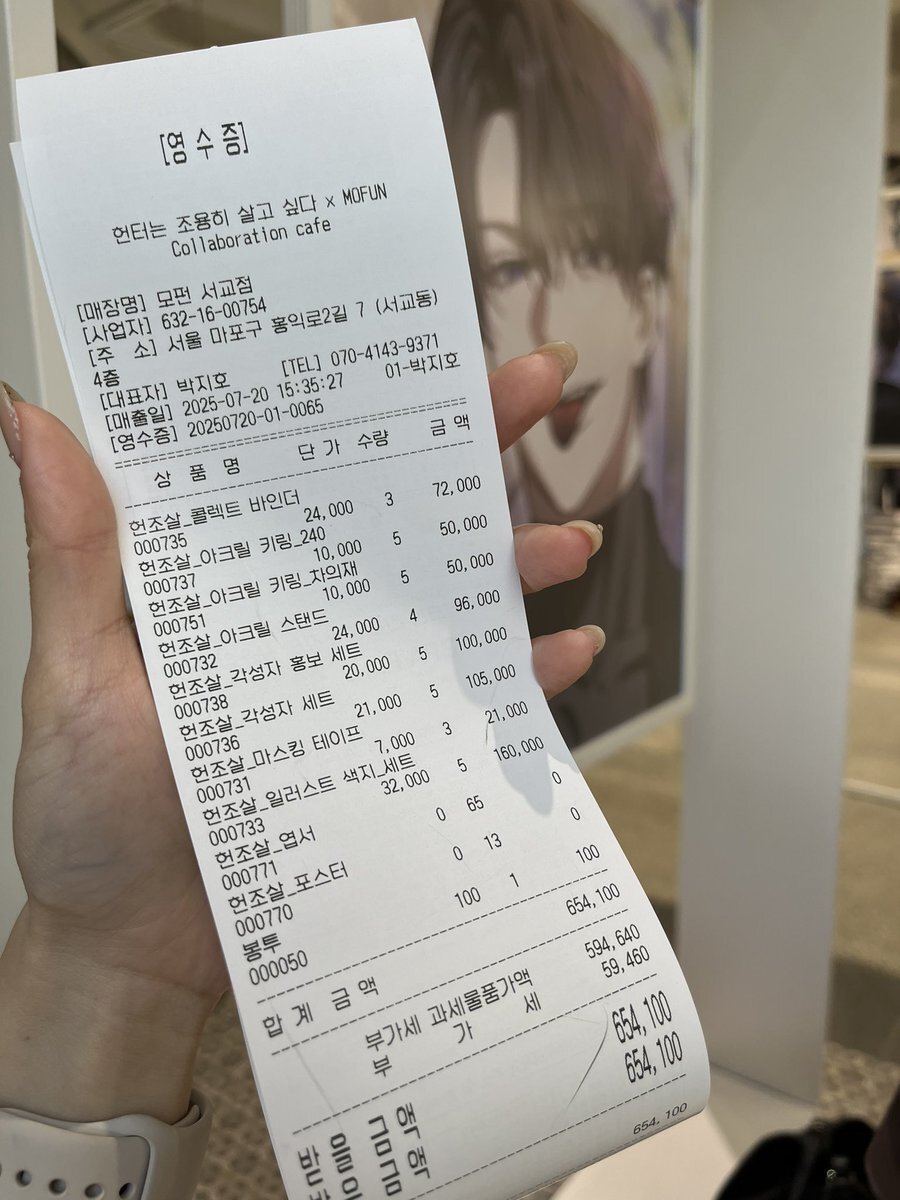 [영 수 증]
헌터는 조용히 살고 싶다 × MOFUN
Collaboration cafe
[매장명] 모펀 서교점
[사업자] 632-16-00754
[주 소] 서울 마포구 홍익로2길 7 (서교동)
4층
[대표자] 박지호 [TEL] 070-4143-9371
[매출일] 2025-07-20 15:35:27 01-박지호
[영수증] 20250720-01-0065
상 품 명 단 가 수량 금 액
헌조살_콜렉트 바인더
000735 24,000 3 72,000
헌조살_아크릴 키링_240
000737 10,000 5 50,000
헌조살_아크릴 키링_차의재
000751 10,000 5 50,000
헌조살_아크릴 스탠드
000732 24,000 4 96,000
헌조살_각성자 홍보 세트
000738 20,000 5 100,000
헌조살_각성자 세트
000736 21,000 5 105,000
헌조살_마스킹 테이프
000731 7,000 3 21,000
헌조살_일러스트 색지_세트
000733 32,000 5 160,000
헌조살_엽서
000771 0 65 0
헌조살_포스터
000770 0 13 0
봉투
000050 100 1 100
합 계 금 액 654,100
부가세 과세물품가액 594,640
부 가 세 59,460
받 을 금 액 654,100
654,100
654,100